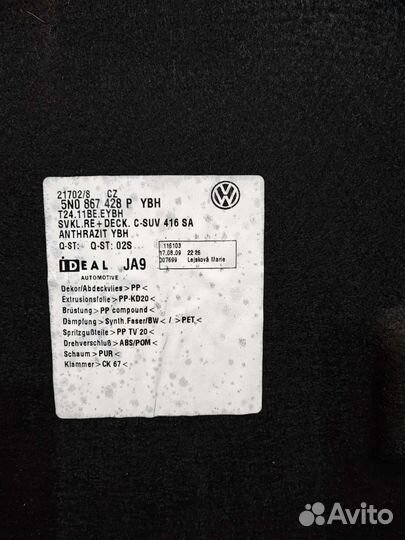 21702/8 CZ
5N0 867 428 P YBH
T24.11BE.EYBH
SVKL.RE+DECK. C-SUV 416 SA
ANTHRAZIT YBH
Q-ST: Q-ST: 02S
116103
17.08.09 22:26
007699 Lejsková Marie
iDEAL JA9
AUTOMOTIVE
Dekor/Abdeckvlies >PP<
Extrusionsfolie >PP-KD20<
Brüstung >PP compound<
Dämpfung >Synth.Faser/BW< / >PET<
Spritzgußteile >PP TV 20<
Drehverschluß >ABS/POM<
Schaum >PUR<
Klammer >CK 67<
Avito